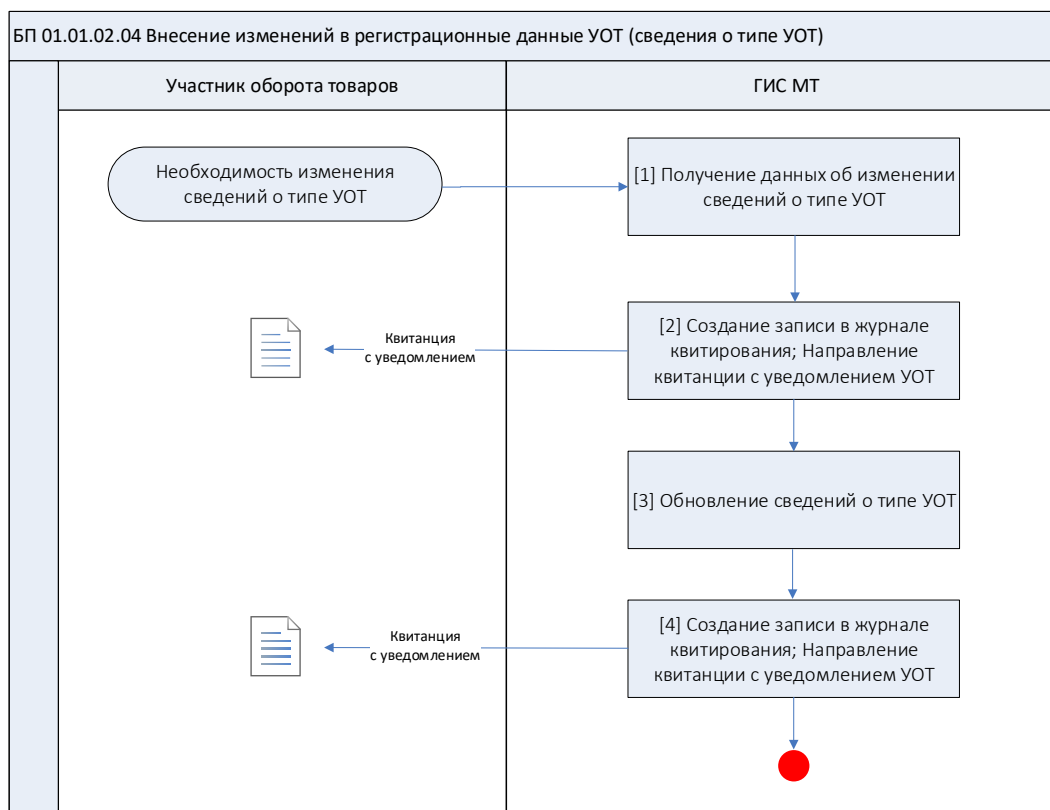 БП 01.01.02.04 Внесение изменений в регистрационные данные УОТ (сведения о типе УОТ)
Участник оборота товаров
ГИС МТ
Необходимость изменения
сведений о типе УОТ
[1] Получение данных об изменении
сведений о типе УОТ
[2] Создание записи в журнале
квитирования; Направление
квитанции с уведомлением УОТ
Квитанция
с уведомлением
[3] Обновление сведений о типе УОТ
[4] Создание записи в журнале
квитирования; Направление
квитанции с уведомлением УОТ
Квитанция
с уведомлением